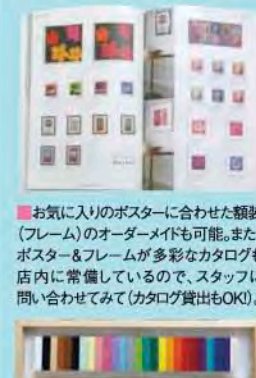 ■お気に入りのポスターに合わせた額装
(フレーム)のオーダーメイドも可能。また、
ポスター&フレームが多彩なカタログも
店内に常備しているので、スタッフに
問い合わせてみて(カタログ貸出もOK!)。